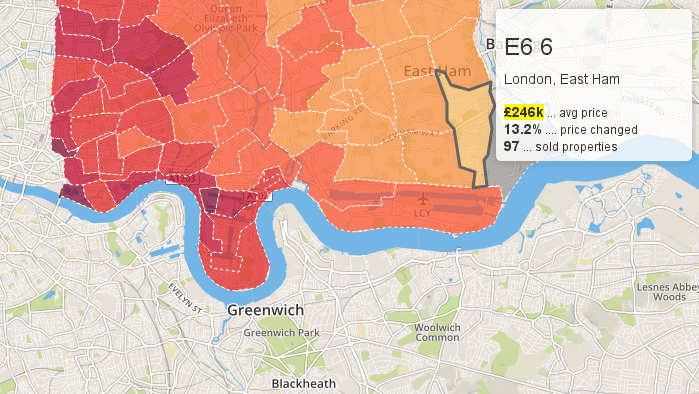 Queen
Elizabeth
Olympic Park
East Ham
E6 6
London, East Ham
£246k ... avg price
13.2% .... price changed
97 ... sold properties
CHOATS RD
LCY
EVELYN ST
Greenwich
Greenwich Park
Woolwich
Common
Lesnes Abbey
Woods
Blackheath